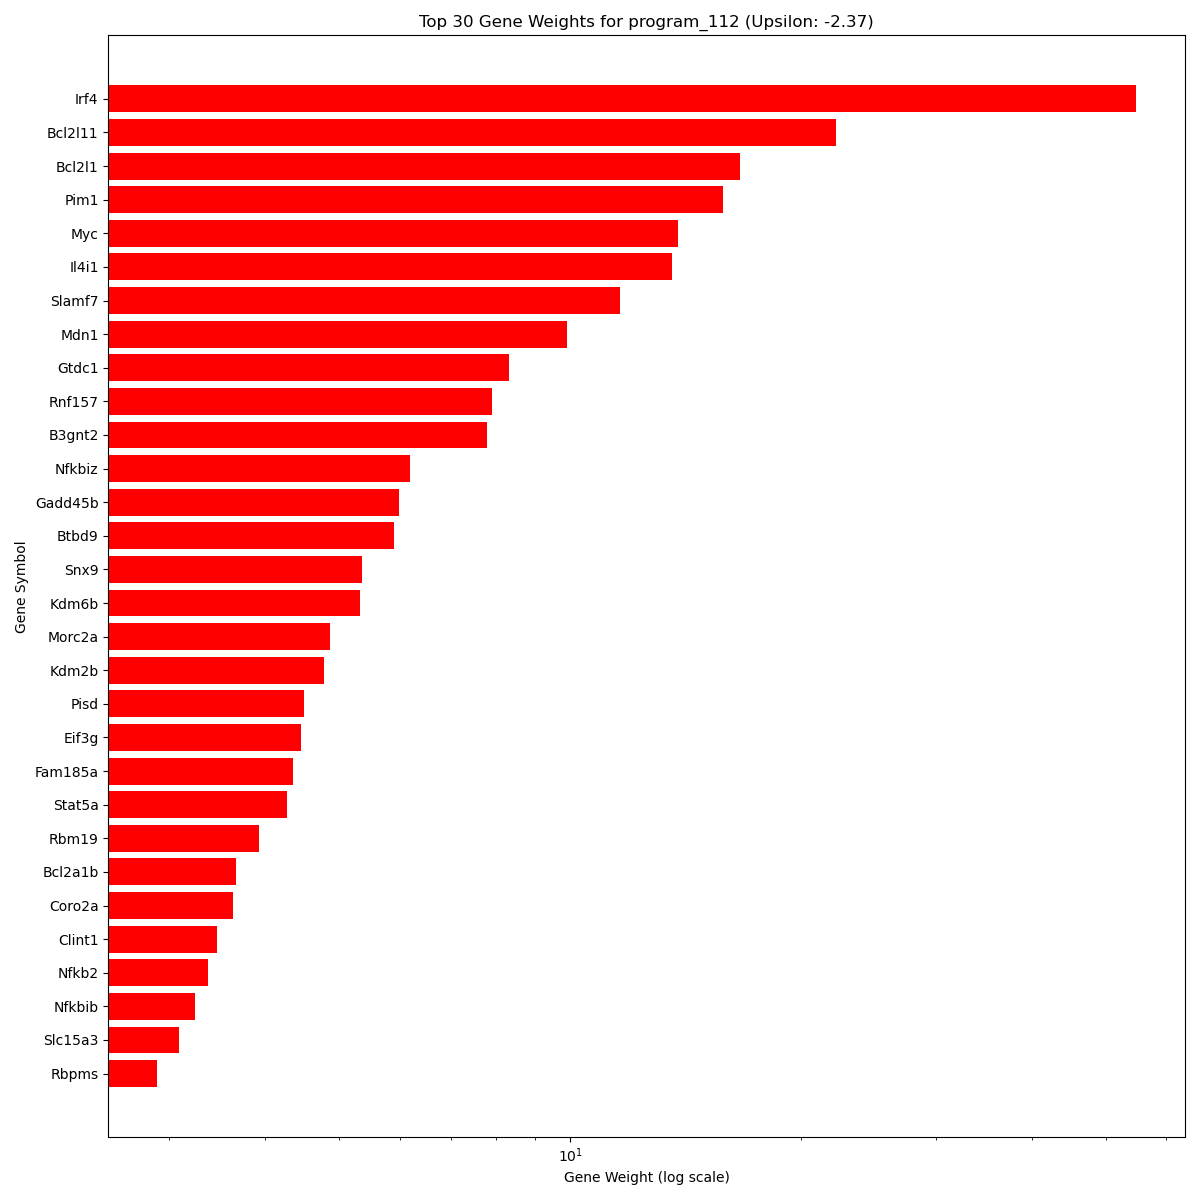 Top 30 Gene Weights for program_112 (Upsilon: -2.37)
Gene Symbol
Irf4
Bcl2l11
Bcl2l1
Pim1
Myc
Il4i1
Slamf7
Mdn1
Gtdc1
Rnf157
B3gnt2
Nfkbiz
Gadd45b
Btbd9
Snx9
Kdm6b
Morc2a
Kdm2b
Pisd
Eif3g
Fam185a
Stat5a
Rbm19
Bcl2a1b
Coro2a
Clint1
Nfkb2
Nfkbib
Slc15a3
Rbpms
10¹
Gene Weight (log scale)